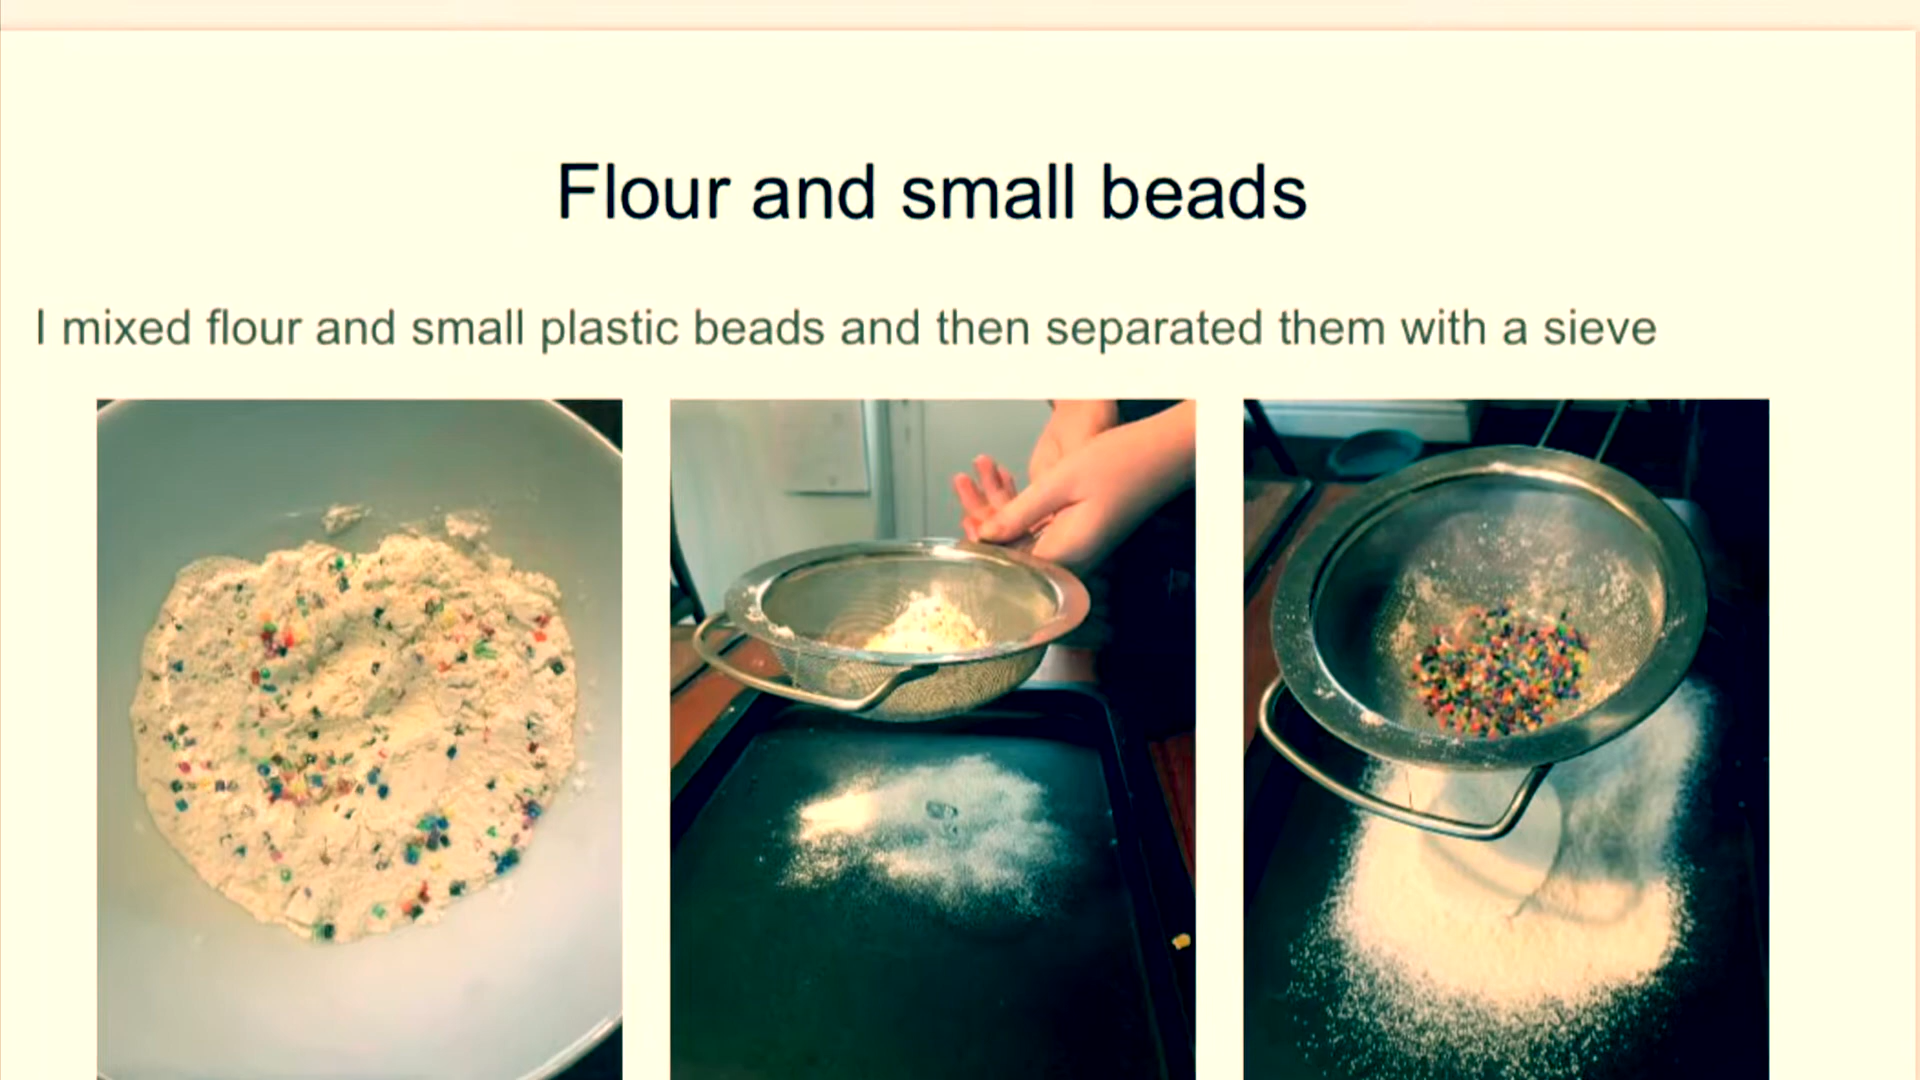 Flour and small beads
I mixed flour and small plastic beads and then separated them with a sieve